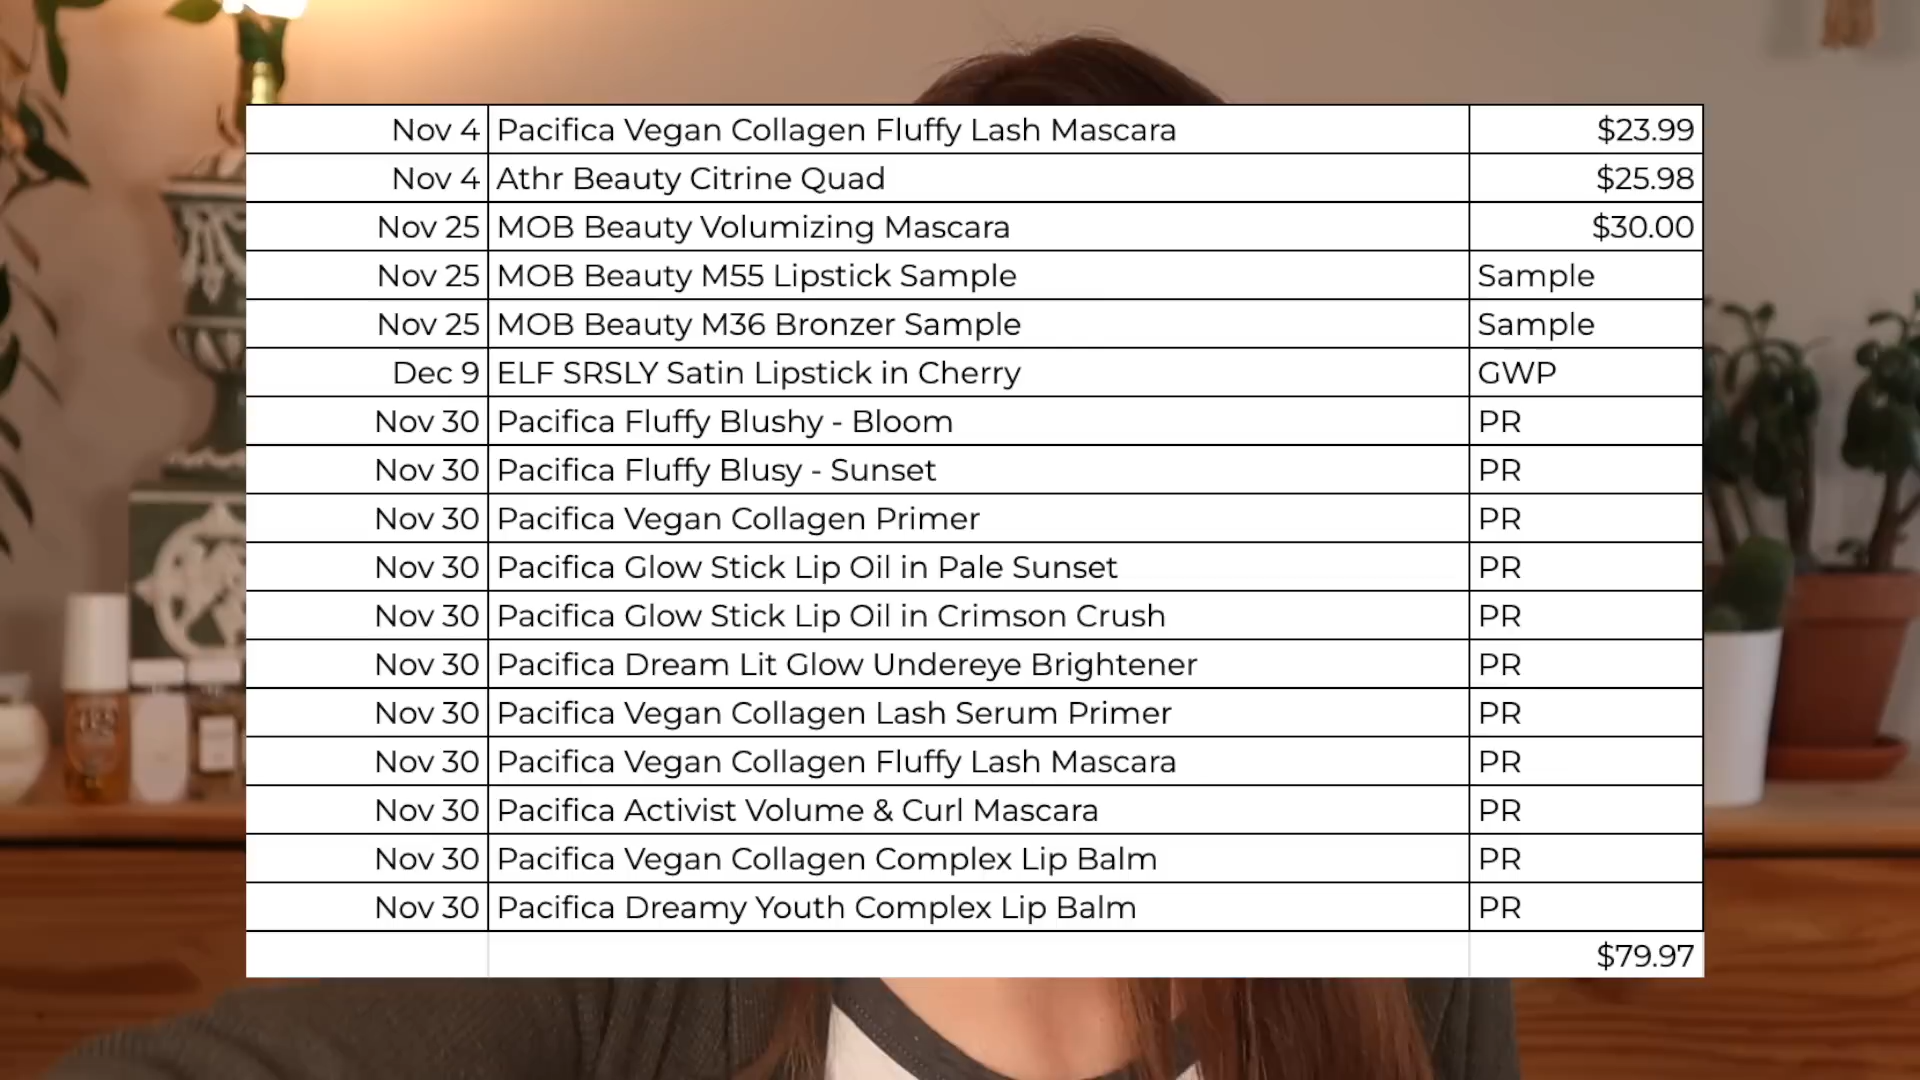 Nov 4 Pacifica Vegan Collagen Fluffy Lash Mascara $23.99
Nov 4 Athr Beauty Citrine Quad $25.98
Nov 25 MOB Beauty Volumizing Mascara $30.00
Nov 25 MOB Beauty M55 Lipstick Sample Sample
Nov 25 MOB Beauty M36 Bronzer Sample Sample
Dec 9 ELF SRSLY Satin Lipstick in Cherry GWP
Nov 30 Pacifica Fluffy Blushy - Bloom PR
Nov 30 Pacifica Fluffy Blusy - Sunset PR
Nov 30 Pacifica Vegan Collagen Primer PR
Nov 30 Pacifica Glow Stick Lip Oil in Pale Sunset PR
Nov 30 Pacifica Glow Stick Lip Oil in Crimson Crush PR
Nov 30 Pacifica Dream Lit Glow Undereye Brightener PR
Nov 30 Pacifica Vegan Collagen Lash Serum Primer PR
Nov 30 Pacifica Vegan Collagen Fluffy Lash Mascara PR
Nov 30 Pacifica Activist Volume & Curl Mascara PR
Nov 30 Pacifica Vegan Collagen Complex Lip Balm PR
Nov 30 Pacifica Dreamy Youth Complex Lip Balm PR
$79.97